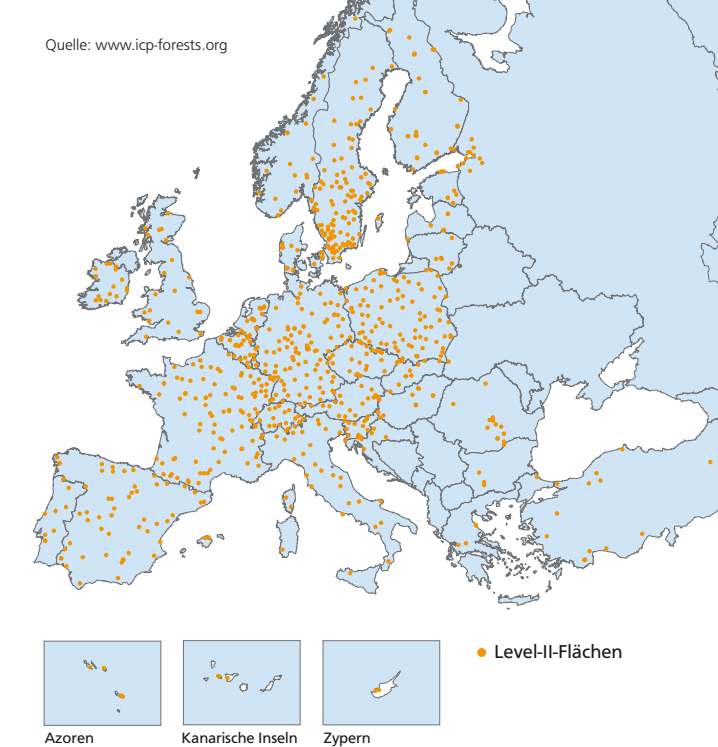 Quelle: www.icp-forests.org
Level-II-Flächen
Azoren
Kanarische Inseln
Zypern